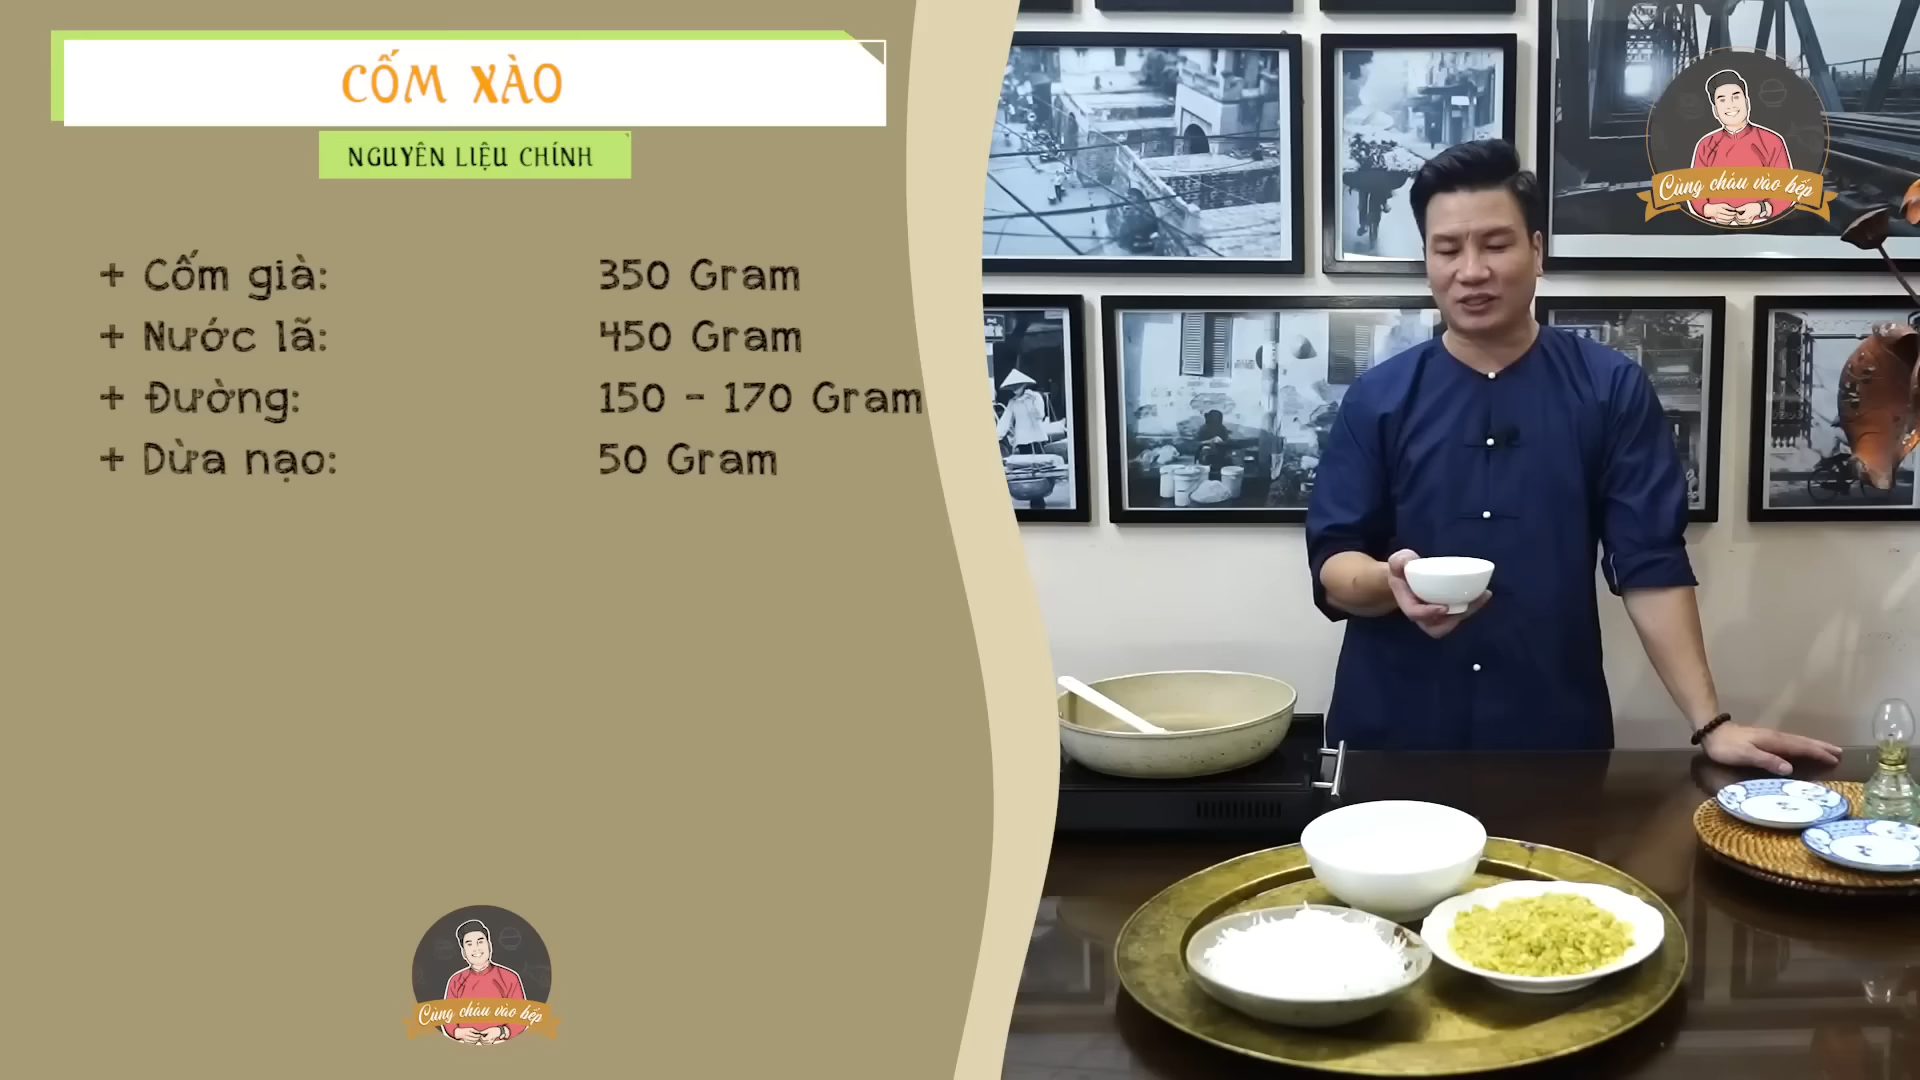 CỐM XÀO
NGUYÊN LIỆU CHÍNH
+ Cốm già: 350 Gram
+ Nước lã: 450 Gram
+ Đường: 150 - 170 Gram
+ Dừa nạo: 50 Gram
Cùng cháu vào bếp
Cùng cháu vào bếp